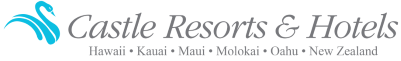 Castle Resorts & Hotels
Hawaii • Kauai • Maui • Molokai • Oahu • New Zealand